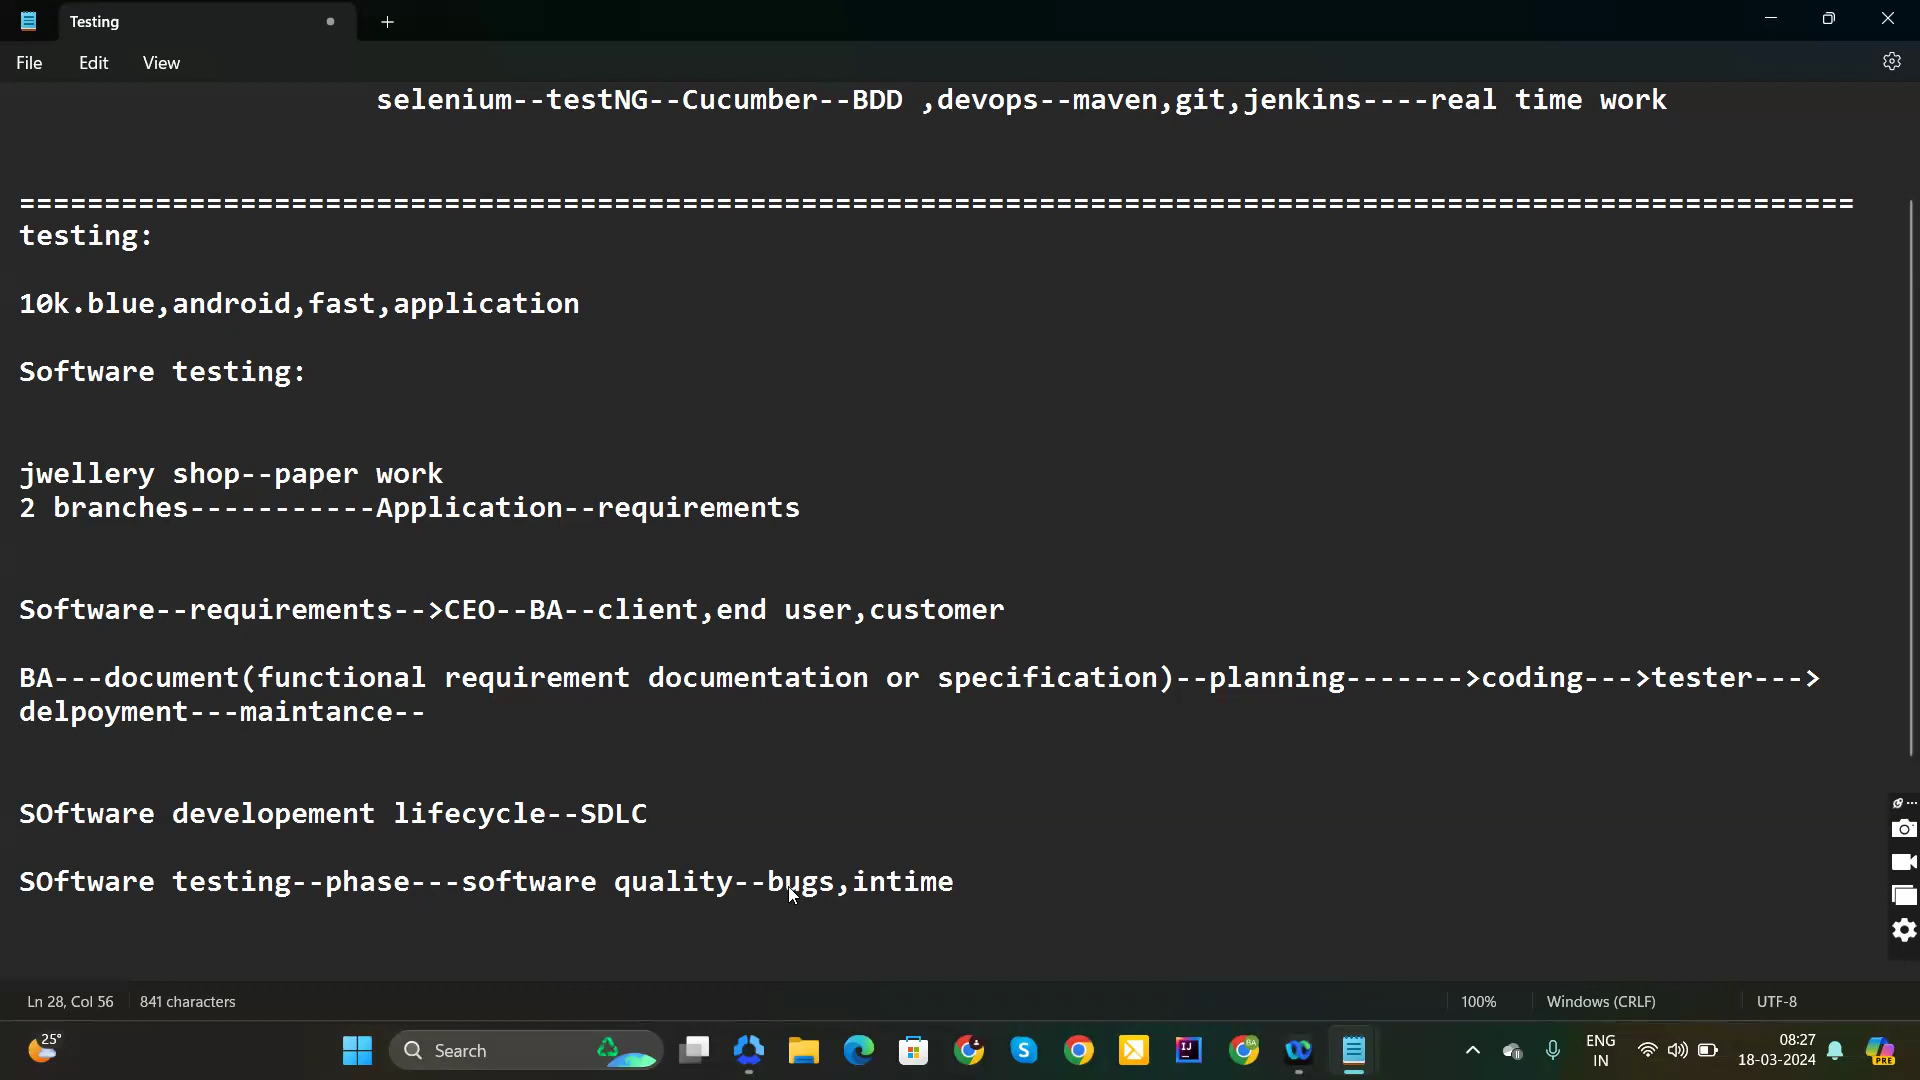 Testing
File Edit View
selenium--testNG--Cucumber--BDD ,devops--maven,git,jenkins----real time work
============================================================================================================
testing:
10k.blue,android,fast,application
Software testing:
jwellery shop--paper work
2 branches-----------Application--requirements
Software--requirements-->CEO--BA--client,end user,customer
BA---document(functional requirement documentation or specification)--planning------->coding--->tester--->
delpoyment---maintance--
SOftware developement lifecycle--SDLC
SOftware testing--phase---software quality--bugs,intime
Ln 28, Col 56 841 characters 100% Windows (CRLF) UTF-8
25° Search ENG 08:27
IN 18-03-2024
PRE